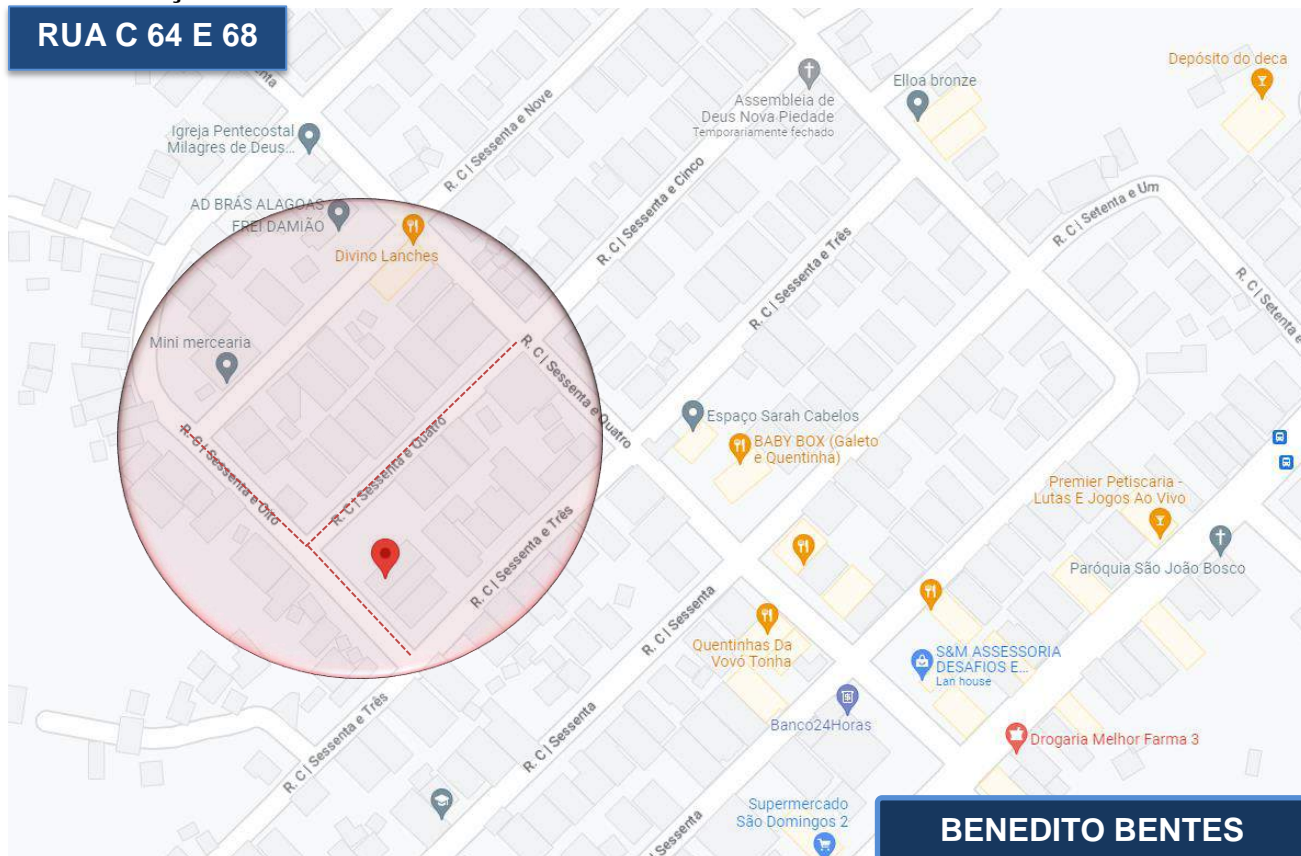 RUA C 64 E 68
Depósito do deca
Elloa bronze
Assembleia de
Deus Nova Piedade
Temporariamente fechado
Igreja Pentecostal
Milagres de Deus...
R. C | Sessenta e Nove
R. C | Sessenta e Cinco
R. C | Setenta e Um
AD BRÁS ALAGOAS
FREI DAMIÃO
Divino Lanches
R. C | Sessenta e Três
R. C | Setenta e
Mini mercearia
R. C | Sessenta e Quatro
Espaço Sarah Cabelos
BABY BOX (Galeto
e Quentinha)
R. C | Sessenta e Oito
R. C | Sessenta e Quatro
Premier Petiscaria -
Lutas E Jogos Ao Vivo
R. C | Sessenta e Três
Paróquia São João Bosco
R. C | Sessenta
Quentinhas Da
Vovó Tonha
S&M ASSESSORIA
DESAFIOS E...
Lan house
Banco24Horas
R. C | Sessenta e Três
R. C | Sessenta
Drogaria Melhor Farma 3
Supermercado
São Domingos 2
Sessenta
BENEDITO BENTES